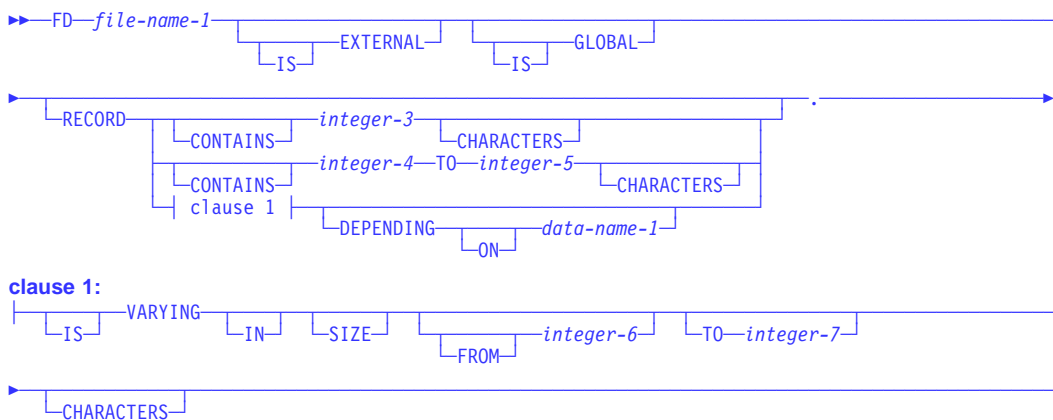 FD file-name-1 EXTERNAL GLOBAL
IS IS
RECORD integer-3 .
CONTAINS CHARACTERS
integer-4 TO integer-5
CONTAINS CHARACTERS
clause 1
DEPENDING data-name-1
ON
clause 1:
VARYING
IS IN SIZE integer-6 TO integer-7
FROM
CHARACTERS